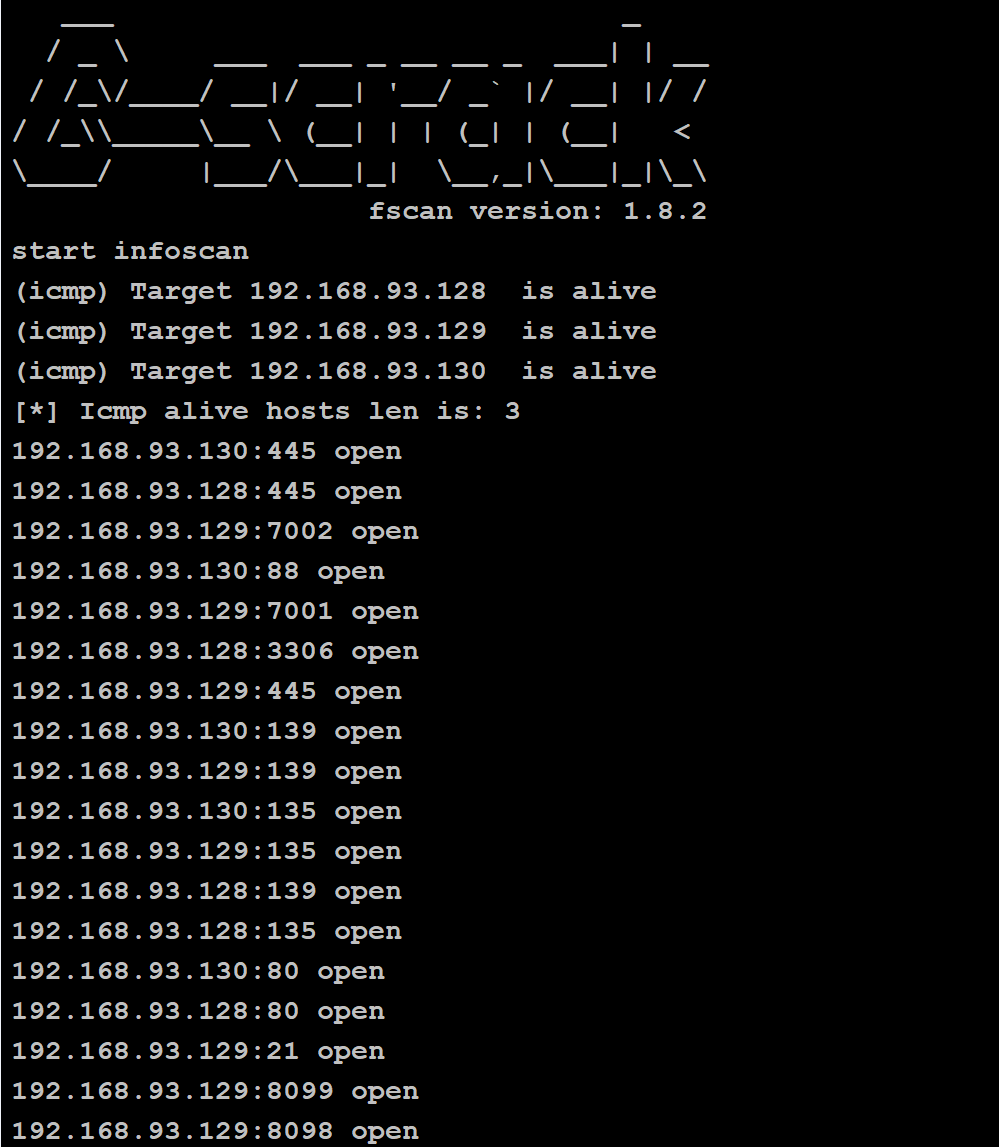 ___                              _
  / _ \     ___  ___ _ __ __ _  ___| | __
 / /_\/____/ __|/ __| '__/ _` |/ __| |/ /
/ /_\\_____\__ \ (__| | | (_| | (__|   <
\____/     |___/\___|_|  \__,_|\___|_|\_\
                     fscan version: 1.8.2
start infoscan
(icmp) Target 192.168.93.128  is alive
(icmp) Target 192.168.93.129  is alive
(icmp) Target 192.168.93.130  is alive
[*] Icmp alive hosts len is: 3
192.168.93.130:445 open
192.168.93.128:445 open
192.168.93.129:7002 open
192.168.93.130:88 open
192.168.93.129:7001 open
192.168.93.128:3306 open
192.168.93.129:445 open
192.168.93.130:139 open
192.168.93.129:139 open
192.168.93.130:135 open
192.168.93.129:135 open
192.168.93.128:139 open
192.168.93.128:135 open
192.168.93.130:80 open
192.168.93.128:80 open
192.168.93.129:21 open
192.168.93.129:8099 open
192.168.93.129:8098 open